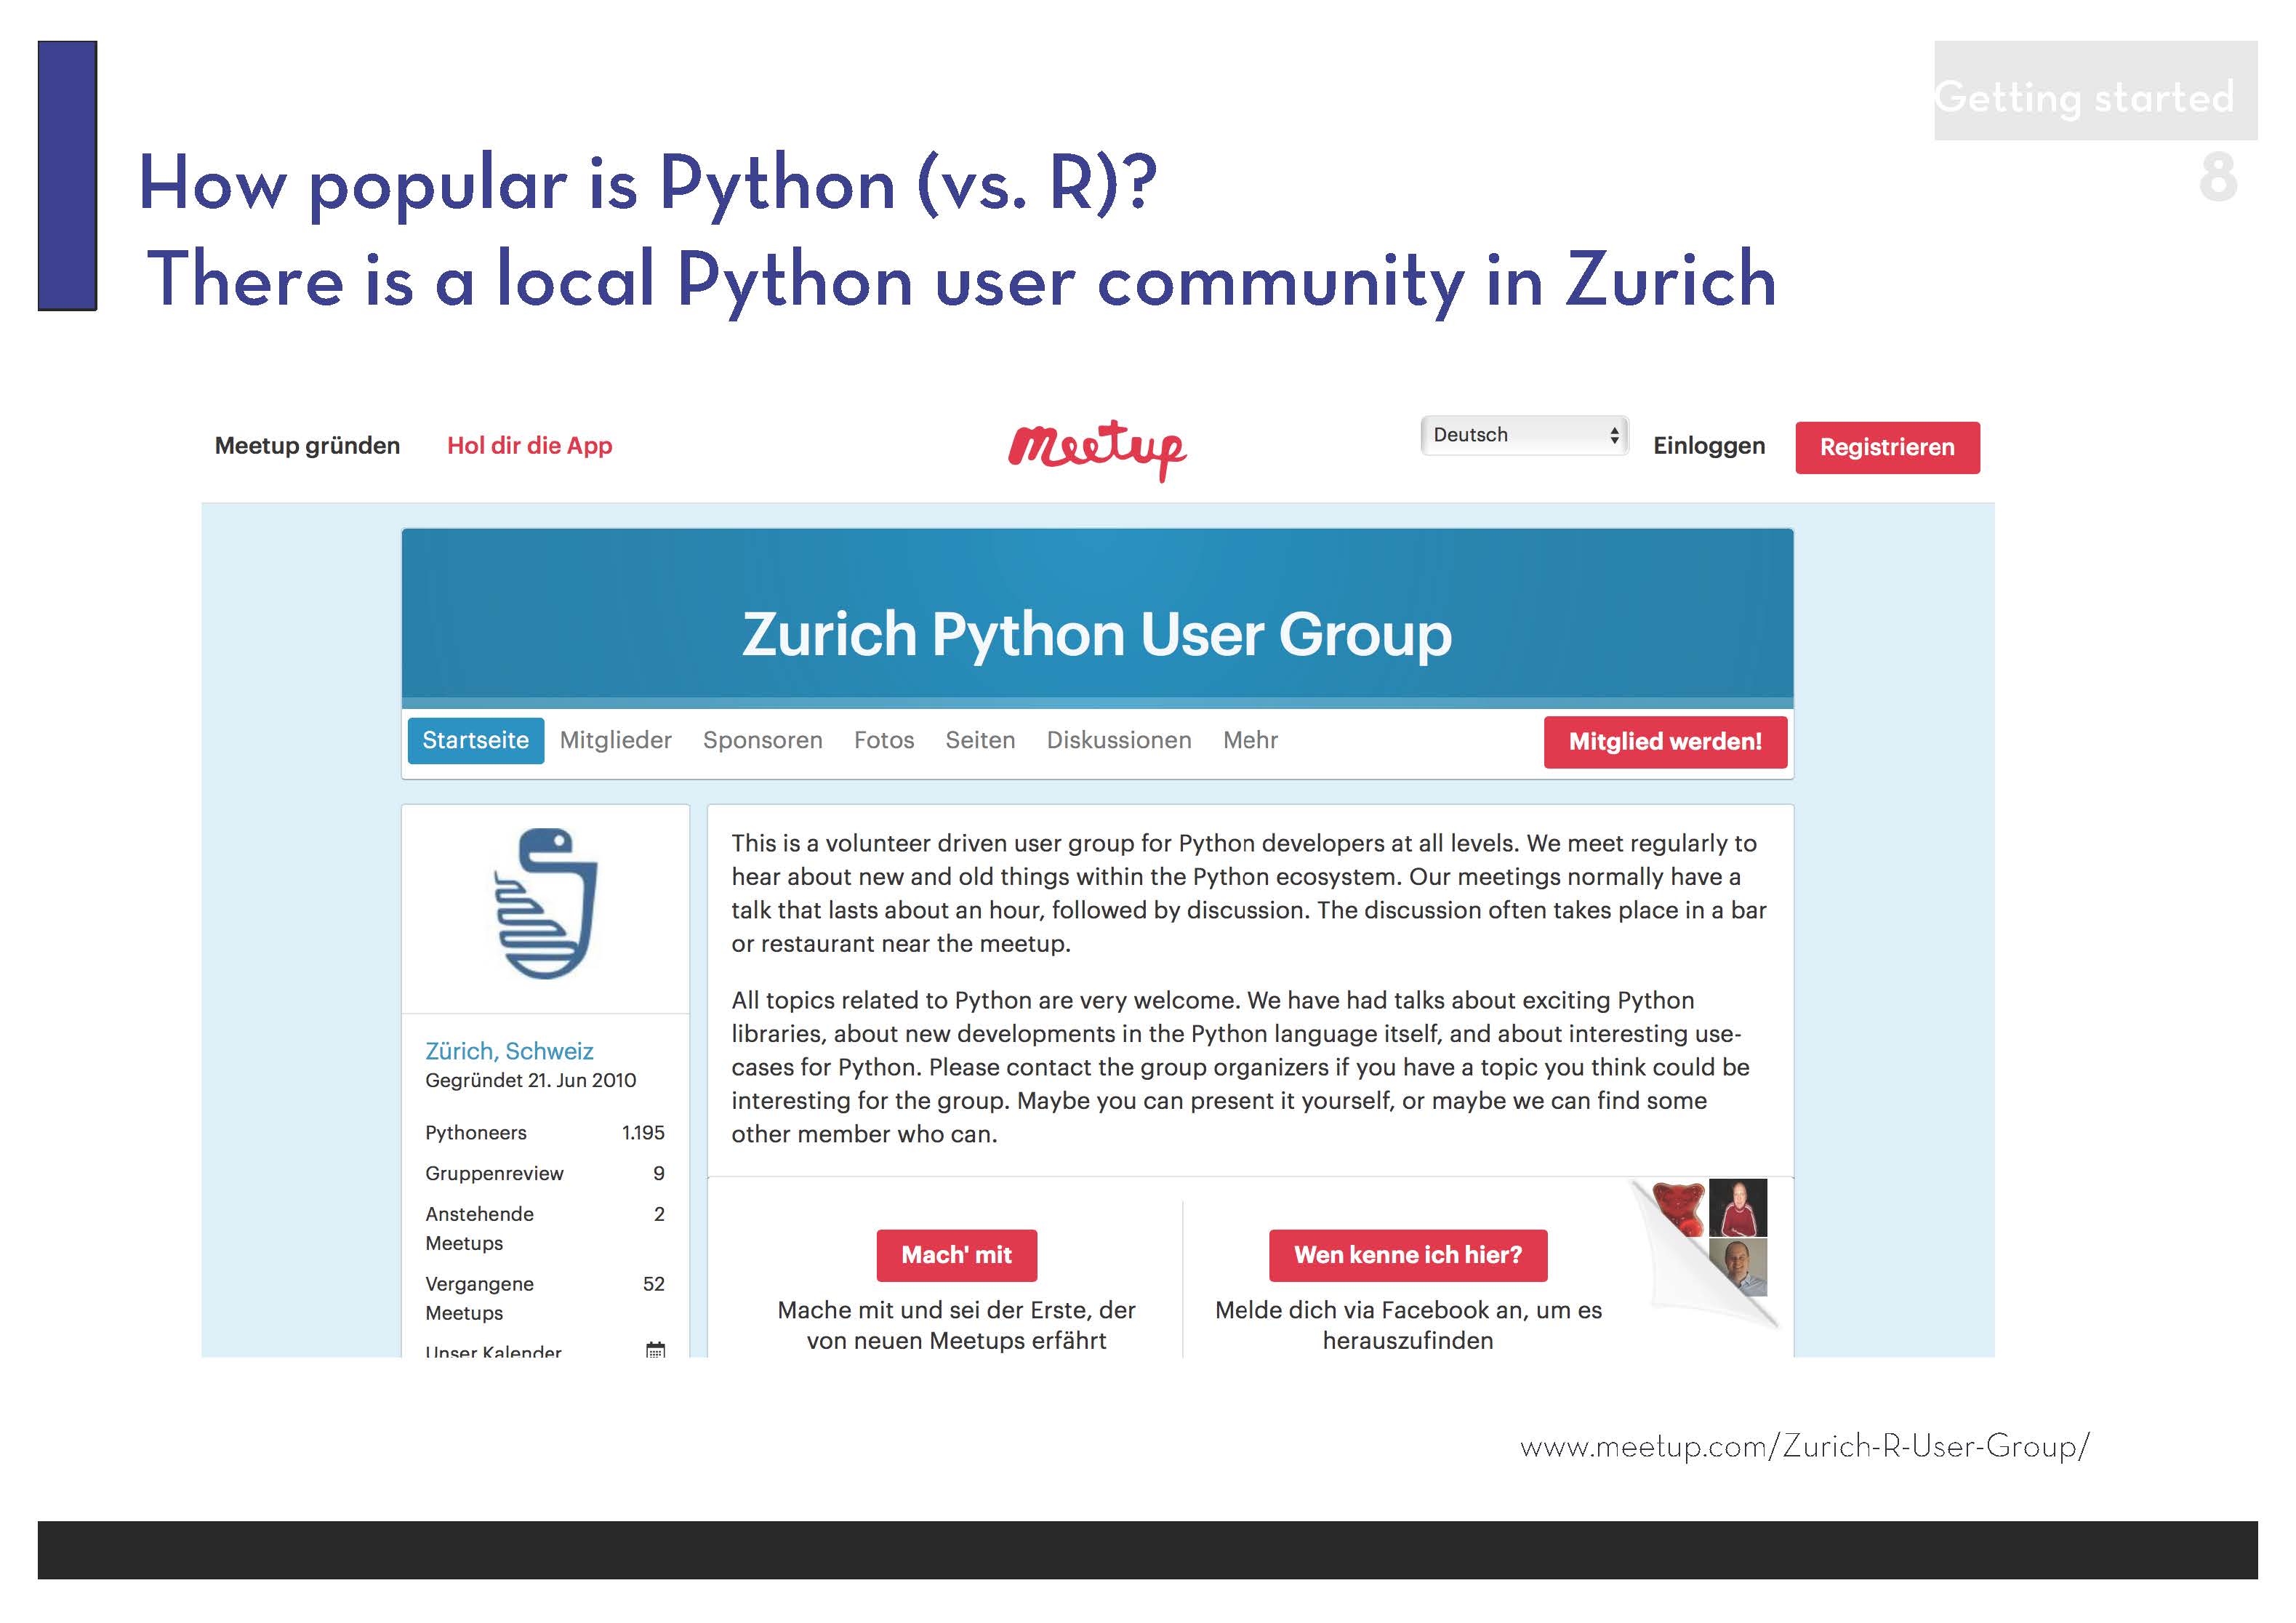 Getting started
8
How popular is Python (vs. R)?
There is a local Python user community in Zurich
Meetup gründen Hol dir die App meetup Deutsch Einloggen Registrieren
Zurich Python User Group
Startseite Mitglieder Sponsoren Fotos Seiten Diskussionen Mehr Mitglied werden!
Zürich, Schweiz
Gegründet 21. Jun 2010
Pythoneers 1.195
Gruppenreview 9
Anstehende 2
Meetups
Vergangene 52
Meetups
Unser Kalender
This is a volunteer driven user group for Python developers at all levels. We meet regularly to
hear about new and old things within the Python ecosystem. Our meetings normally have a
talk that lasts about an hour, followed by discussion. The discussion often takes place in a bar
or restaurant near the meetup.
All topics related to Python are very welcome. We have had talks about exciting Python
libraries, about new developments in the Python language itself, and about interesting use-
cases for Python. Please contact the group organizers if you have a topic you think could be
interesting for the group. Maybe you can present it yourself, or maybe we can find some
other member who can.
Mach' mit
Mache mit und sei der Erste, der
von neuen Meetups erfährt
Wen kenne ich hier?
Melde dich via Facebook an, um es
herauszufinden
www.meetup.com/Zurich-R-User-Group/